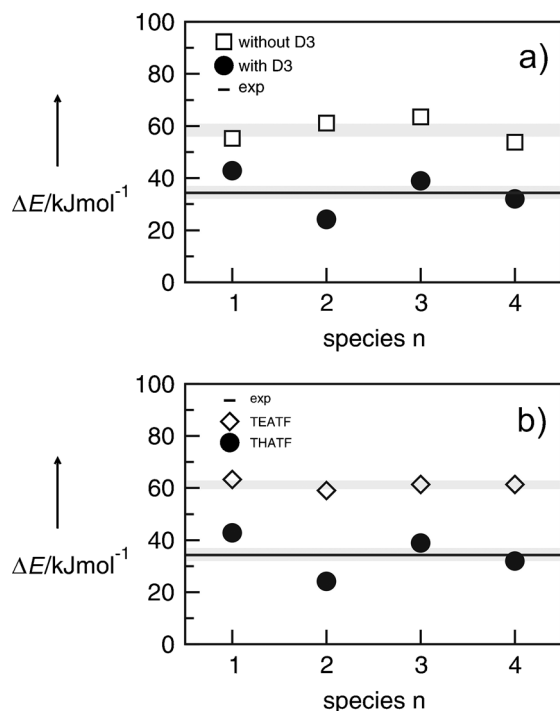 100
80
60
40
20
0
□ without D3
● with D3
– exp
a)
ΔE/kJmol⁻¹
1 2 3 4
species n
100
80
60
40
20
0
– exp
◇ TEATF
● THATF
b)
ΔE/kJmol⁻¹
1 2 3 4
species n